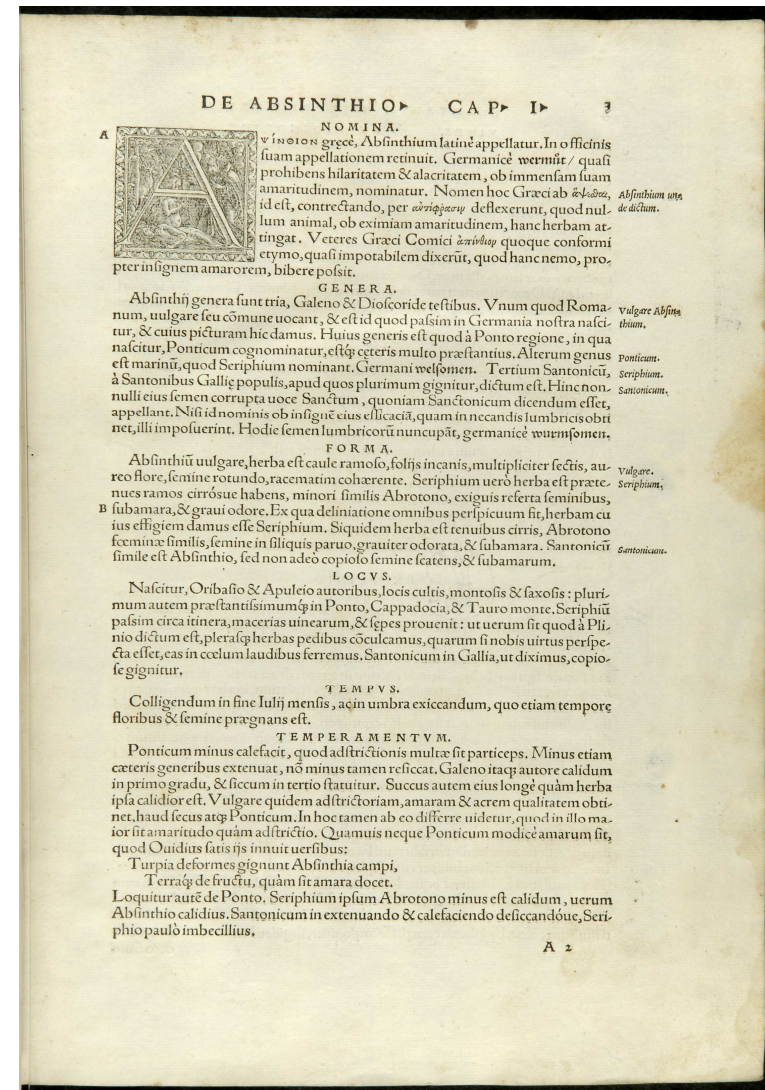 DE ABSINTHIO▸ CAP▸ I▸ 3
NOMINA.
A
ΨΙΝΘΙΟΝ gręcè, Absinthium latinè appellatur. In officinis
suam appellationem retinuit. Germanicè wermůt / quasi
prohibens hilaritatem & alacritatem, ob immensam suam
amaritudinem, nominatur. Nomen hoc Græci ab
Absinthium un
id est, contrectando, per ἀντίφρασιν deflexerunt, quod nul-
de dictum.
lum animal, ob eximiam amaritudinem, hanc herbam at-
tingat. Veteres Græci Comici ἀπίνθιον quoque conformi
etymo, quasi impotabilem dixerūt, quod hanc nemo, pro-
pter insignem amarorem, bibere possit.
GENERA.
Absinthij genera sunt tria, Galeno & Dioscoride testibus. Vnum quod Roma-
num, uulgare seu cōmune uocant, & est id quod passim in Germania nostra nasci-
Vulgare Absin
thium.
tur, & cuius picturam hic damus. Huius generis est quod à Ponto regione, in qua
nascitur, Ponticum cognominatur, estq́; cęteris multo præstantius. Alterum genus
Ponticum.
est marinū, quod Seriphium nominant. Germani welsomen. Tertium Santonicū,
Seriphium.
à Santonibus Gallię populis, apud quos plurimum gignitur, dictum est. Hinc non-
Santonicum.
nulli eius semen corrupta uoce Sanctum, quoniam Sanctonicum dicendum esset,
appellant. Nisi id nominis ob insignē eius efficaciā, quam in necandis lumbricis obti
net, illi imposuerint. Hodie semen lumbricorū nuncupāt, germanicè wurmsomen.
FORMA.
Absinthiū uulgare, herba est caule ramoso, folijs incanis, multipliciter sectis, au-
Vulgare.
reo flore, semine rotundo, racematim cohærente. Seriphium uerò herba est præte-
Seriphium.
nues ramos cirrósue habens, minori similis Abrotono, exiguis referta seminibus,
B subamara, & graui odore. Ex qua deliniatione omnibus perspicuum fit, herbam cu
ius effigiem damus esse Seriphium. Siquidem herba est tenuibus cirris, Abrotono
fœminæ similis, semine in siliquis paruo, grauiter odorata, & subamara. Santonicū
Santonicum.
simile est Absinthio, sed non adeò copioso semine scatens, & subamarum.
LOCVS.
Nascitur, Oribasio & Apuleio autoribus, locis cultis, montosis & saxosis: pluri-
mum autem præstantissimumq́; in Ponto, Cappadocia, & Tauro monte. Seriphiū
passim circa itinera, macerias uinearum, & sępes prouenit: ut uerum sit quod à Pli-
nio dictum est, plerasq́; herbas pedibus cōculcamus, quarum si nobis uirtus perspe-
cta esset, eas in cœlum laudibus ferremus. Santonicum in Gallia, ut diximus, copio-
se gignitur.
TEMPVS.
Colligendum in fine Iulij mensis, ac in umbra exiccandum, quo etiam tempore
floribus & semine prægnans est.
TEMPERAMENTVM.
Ponticum minus calefacit, quod adstrictionis multæ sit particeps. Minus etiam
cæteris generibus extenuat, nō minus tamen resiccat. Galeno itaq; autore calidum
in primo gradu, & siccum in tertio statuitur. Succus autem eius longè quàm herba
ipsa calidior est. Vulgare quidem adstrictoriam, amaram & acrem qualitatem obti-
net, haud secus atq; Ponticum. In hoc tamen ab eo differre uidetur, quod in illo ma-
ior sit amaritudo quàm adstrictio. Quamuis neque Ponticum modicè amarum sit,
quod Ouidius satis ijs innuit uersibus:
Turpia deformes gignunt Absinthia campi,
Terraq́; de fructu, quàm sit amara docet.
Loquitur autē de Ponto. Seriphium ipsum Abrotono minus est calidum, uerum
Absinthio calidius. Santonicum in extenuando & calefaciendo desiccandóue, Seri-
phio paulò imbecillius.
A 2